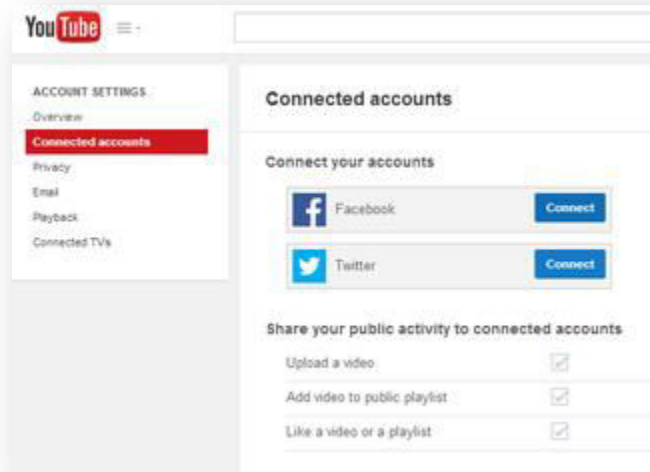 YouTube
ACCOUNT SETTINGS
Overview
Connected accounts
Privacy
Email
Playback
Connected TVs
Connected accounts
Connect your accounts
Facebook Connect
Twitter Connect
Share your public activity to connected accounts
Upload a video
Add video to public playlist
Like a video or a playlist